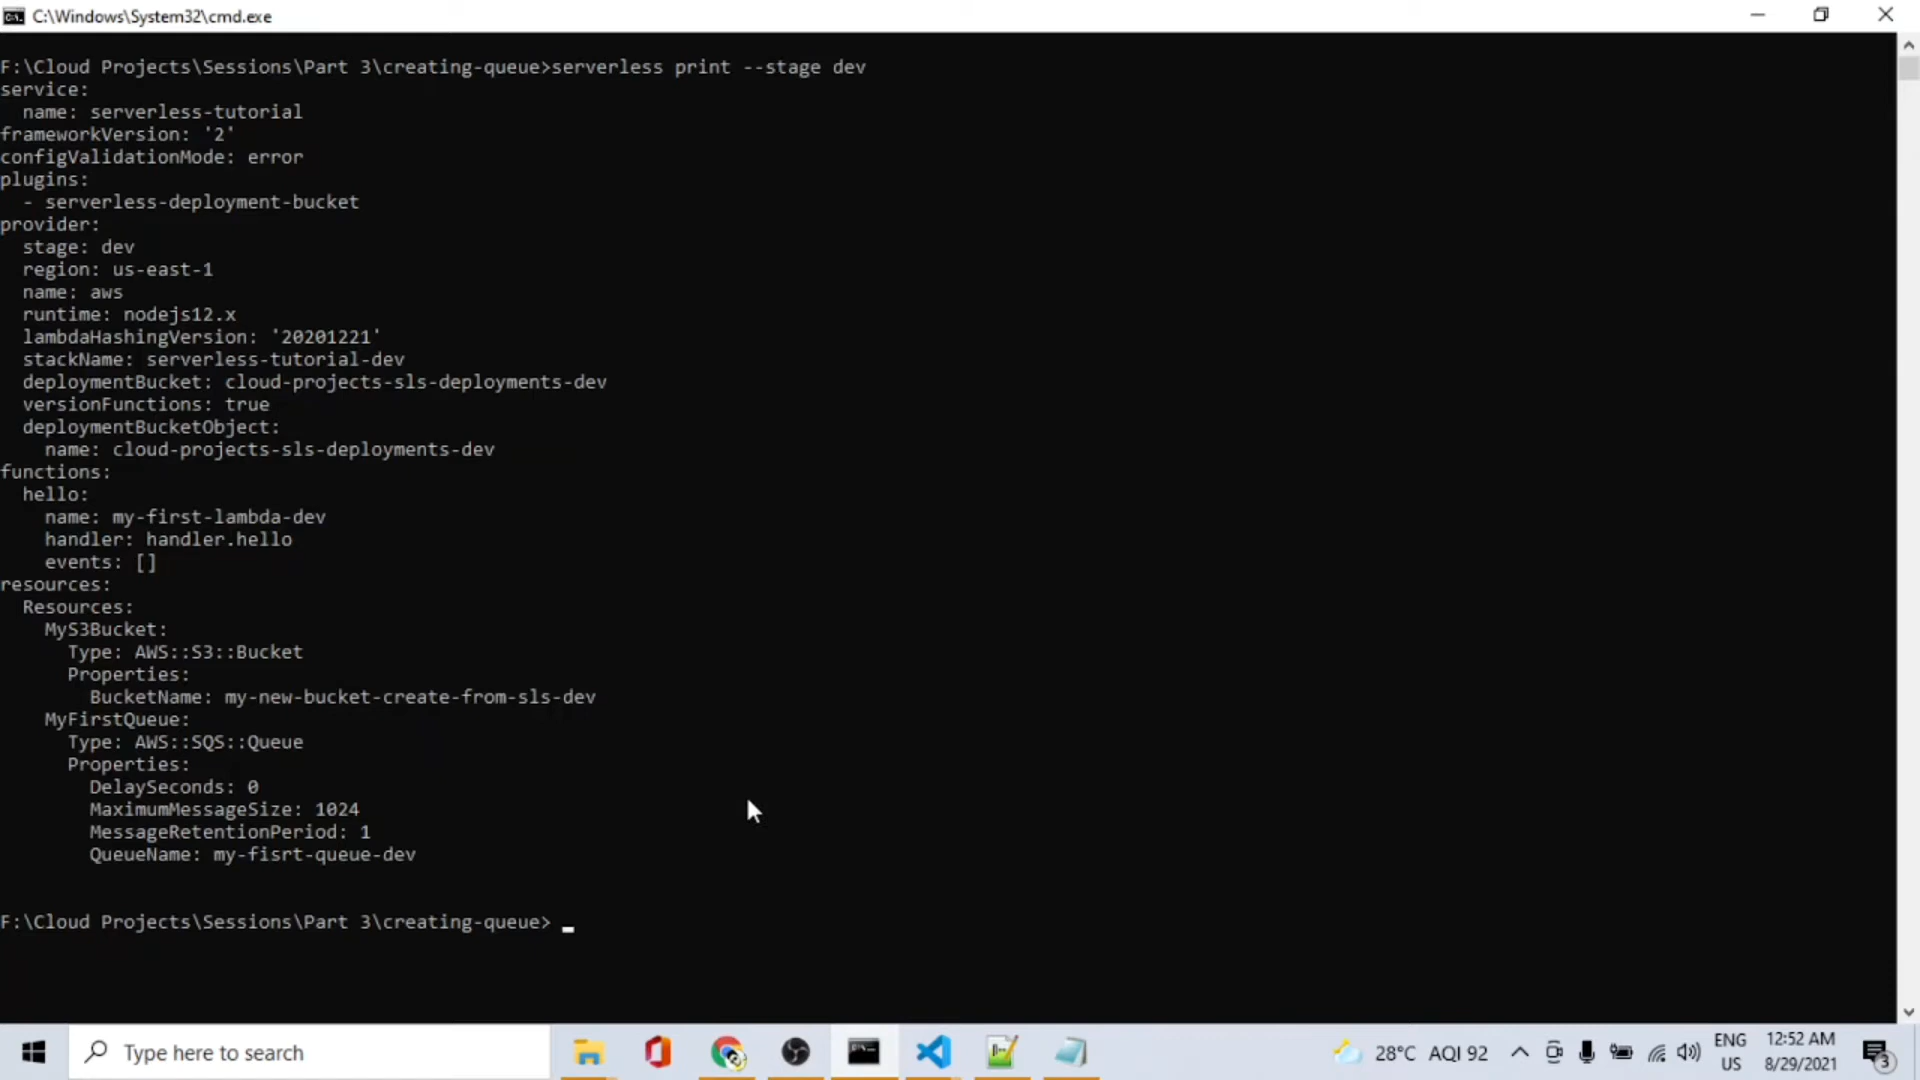 C:\Windows\System32\cmd.exe
F:\Cloud Projects\Sessions\Part 3\creating-queue>serverless print --stage dev
service:
  name: serverless-tutorial
frameworkVersion: '2'
configValidationMode: error
plugins:
  - serverless-deployment-bucket
provider:
  stage: dev
  region: us-east-1
  name: aws
  runtime: nodejs12.x
  lambdaHashingVersion: '20201221'
  stackName: serverless-tutorial-dev
  deploymentBucket: cloud-projects-sls-deployments-dev
  versionFunctions: true
  deploymentBucketObject:
    name: cloud-projects-sls-deployments-dev
functions:
  hello:
    name: my-first-lambda-dev
    handler: handler.hello
    events: []
resources:
  Resources:
    MyS3Bucket:
      Type: AWS::S3::Bucket
      Properties:
        BucketName: my-new-bucket-create-from-sls-dev
    MyFirstQueue:
      Type: AWS::SQS::Queue
      Properties:
        DelaySeconds: 0
        MaximumMessageSize: 1024
        MessageRetentionPeriod: 1
        QueueName: my-fisrt-queue-dev
F:\Cloud Projects\Sessions\Part 3\creating-queue>
Type here to search
28°C AQI 92
ENG
US
12:52 AM
8/29/2021
3